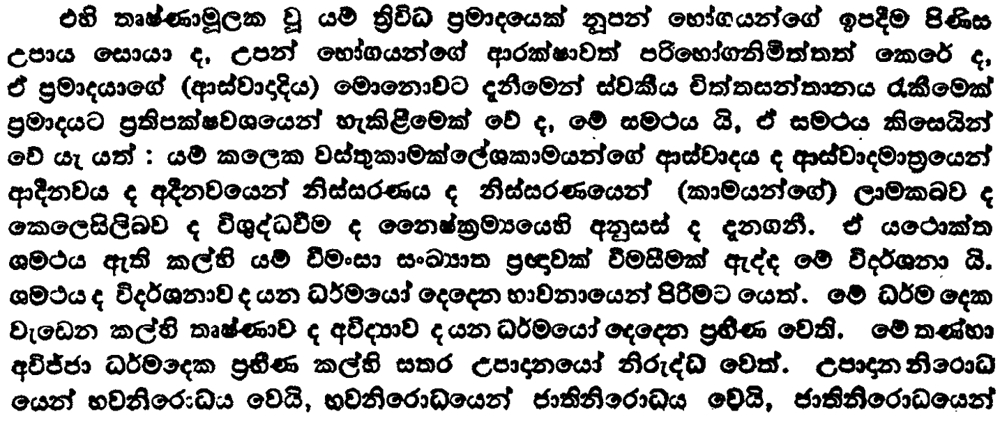 එහි තෘෂ්ණාමූලක වූ යම් ත්‍රිවිධ ප්‍රමාදයෙක් නූපන් භෝගයන්ගේ ඉපදීම පිණිස
උපාය සොයා ද, උපන් භෝගයන්ගේ ආරක්ෂාවත් පරිභෝගනිමිත්තත් කෙරේ ද,
ඒ ප්‍රමාදයාගේ (ආස්වාදාදිය) මොනොවට දැනීමෙන් ස්වකීය චිත්තසන්තානය රැකීමෙක්
ප්‍රමාදයට ප්‍රතිපක්ෂවශයෙන් හැකිළීමෙක් වේ ද, මේ සමථය යි, ඒ සමථය කිසෙයින්
වේ යැ යත් : යම් කලෙක වස්තුකාමක්ලේශකාමයන්ගේ ආස්වාදය ද ආස්වාදමාත්‍රයෙන්
ආදීනවය ද අදීනවයෙන් නිස්සරණය ද නිස්සරණයෙන් (කාමයන්ගේ) ලාමකබව ද
කෙලෙසිලිබව ද විශුද්ධවීම ද නෛෂ්ක්‍රම්‍යයෙහි අනුසස් ද දැනගනී. ඒ යථොක්ත
ශමථය ඇති කල්හි යම් වීමංසා සංඛ්‍යාත ප්‍රඥාවක් වීමසීමක් ඇද්ද මේ විදර්ශනා යි.
ශමථය ද විදර්ශනාව ද යන ධර්මයෝ දෙදෙන භාවනායෙන් පිරීමට යෙත්. මේ ධර්ම දෙක
වැඩෙන කල්හි තෘෂ්ණාව ද අවිද්‍යාව ද යන ධර්මයෝ දෙදෙන ප්‍රහීණ වෙති. මේ තණ්හා
අවිජ්ජා ධර්මදෙක ප්‍රහීණ කල්හි සතර උපාදානයෝ නිරුද්ධ වෙත්. උපාදාන නිරොධ
යෙන් භවනිරොධය වෙයි, භවනිරොධයෙන් ජාතිනිරොධය වෙයි, ජාතිනිරොධයෙන්